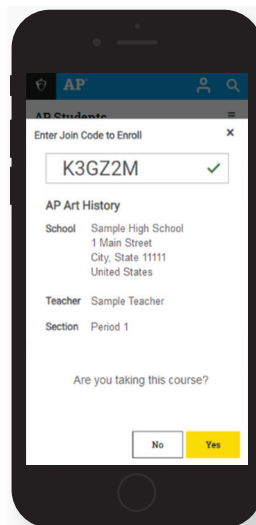 AP
AP Students
Enter Join Code to Enroll ×
K3GZ2M
AP Art History
School Sample High School
1 Main Street
City, State 11111
United States
Teacher Sample Teacher
Section Period 1
Are you taking this course?
No Yes